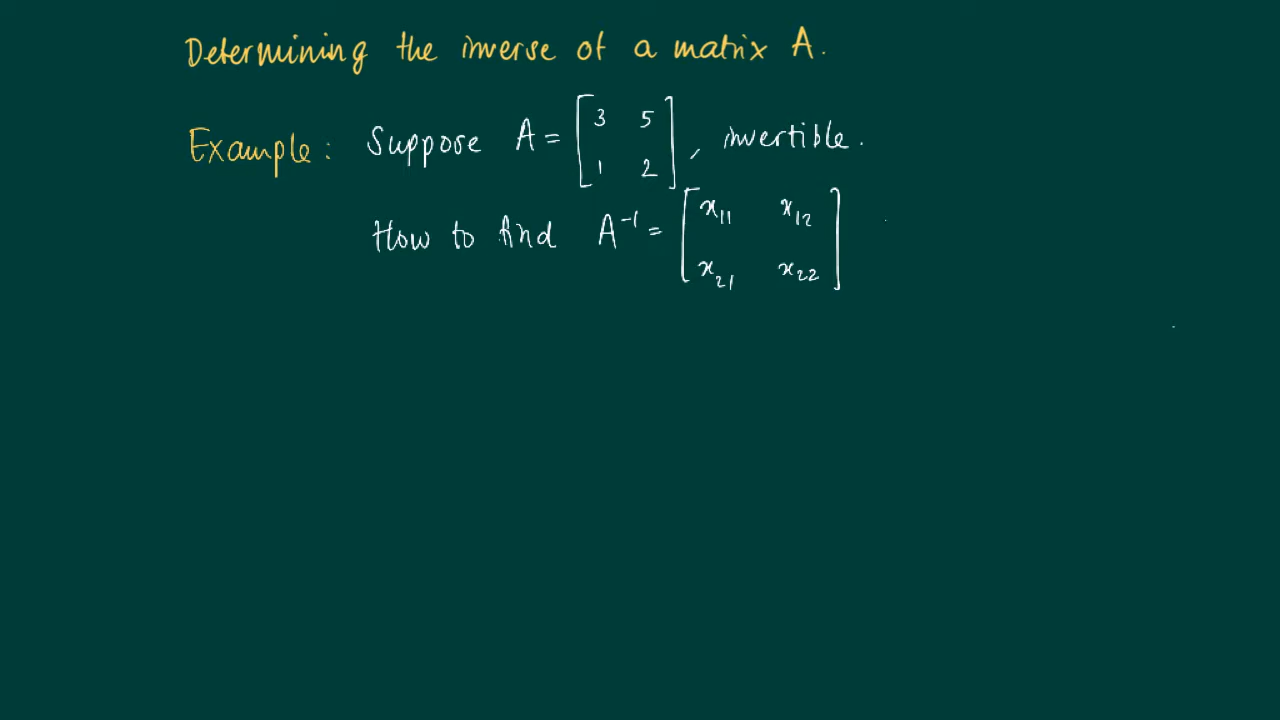 Determining the inverse of a matrix A.
Example: Suppose A = [3 5; 1 2], invertible.
How to find A⁻¹ = [x₁₁ x₁₂; x₂₁ x₂₂]